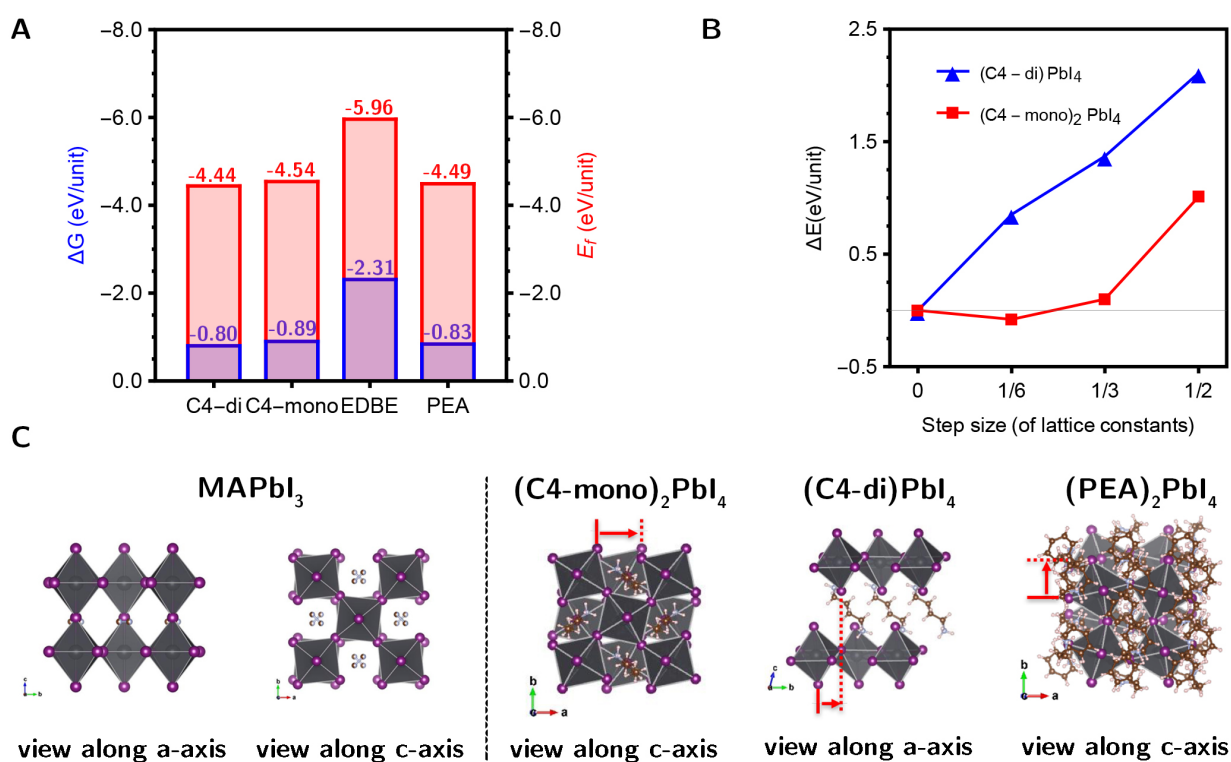 A
−8.0
−6.0
−4.0
−2.0
0.0
ΔG (eV/unit)
-4.44
-4.54
-5.96
-4.49
-0.80
-0.89
-2.31
-0.83
C4−di
C4−mono
EDBE
PEA
−8.0
−6.0
−4.0
−2.0
0.0
E_f (eV/unit)
B
2.5
1.5
0.5
−0.5
ΔE(eV/unit)
(C4 − di) PbI₄
(C4 − mono)₂ PbI₄
0
1/6
1/3
1/2
Step size (of lattice constants)
C
MAPbI₃
(C4-mono)₂PbI₄
(C4-di)PbI₄
(PEA)₂PbI₄
c
b
b
a
b
a
c
b
b
a
view along a-axis
view along c-axis
view along c-axis
view along a-axis
view along c-axis